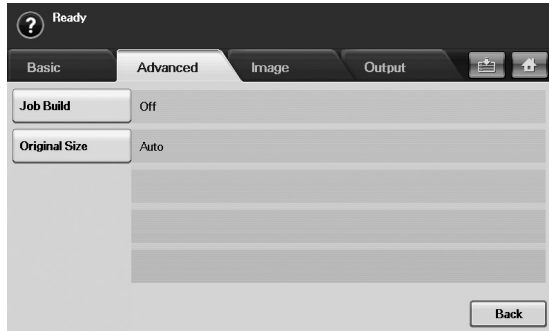 Ready
Basic Advanced Image Output
Job Build Off
Original Size Auto
Back